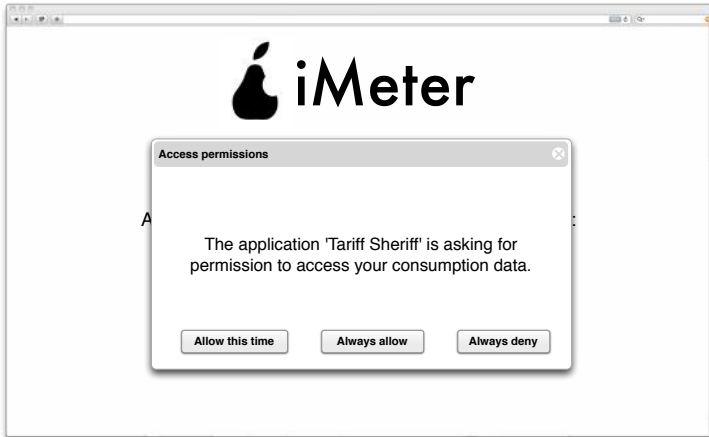 iMeter
Access permissions
A
:
The application 'Tariff Sheriff' is asking for
permission to access your consumption data.
Allow this time
Always allow
Always deny